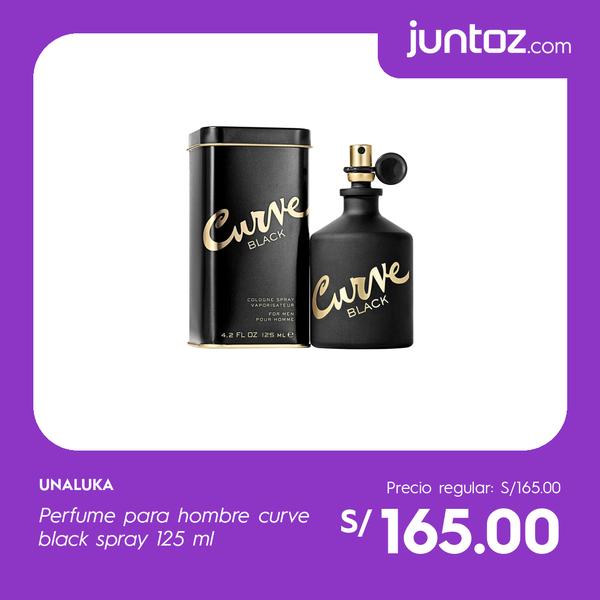 juntoz.com
Curve
BLACK
COLOGNE SPRAY
VAPORISATEUR
FOR MEN
POUR HOMME
4.2 FL OZ 125 ML ℮
Curve
BLACK
UNALUKA
Perfume para hombre curve
black spray 125 ml
Precio regular: S/165.00
S/165.00